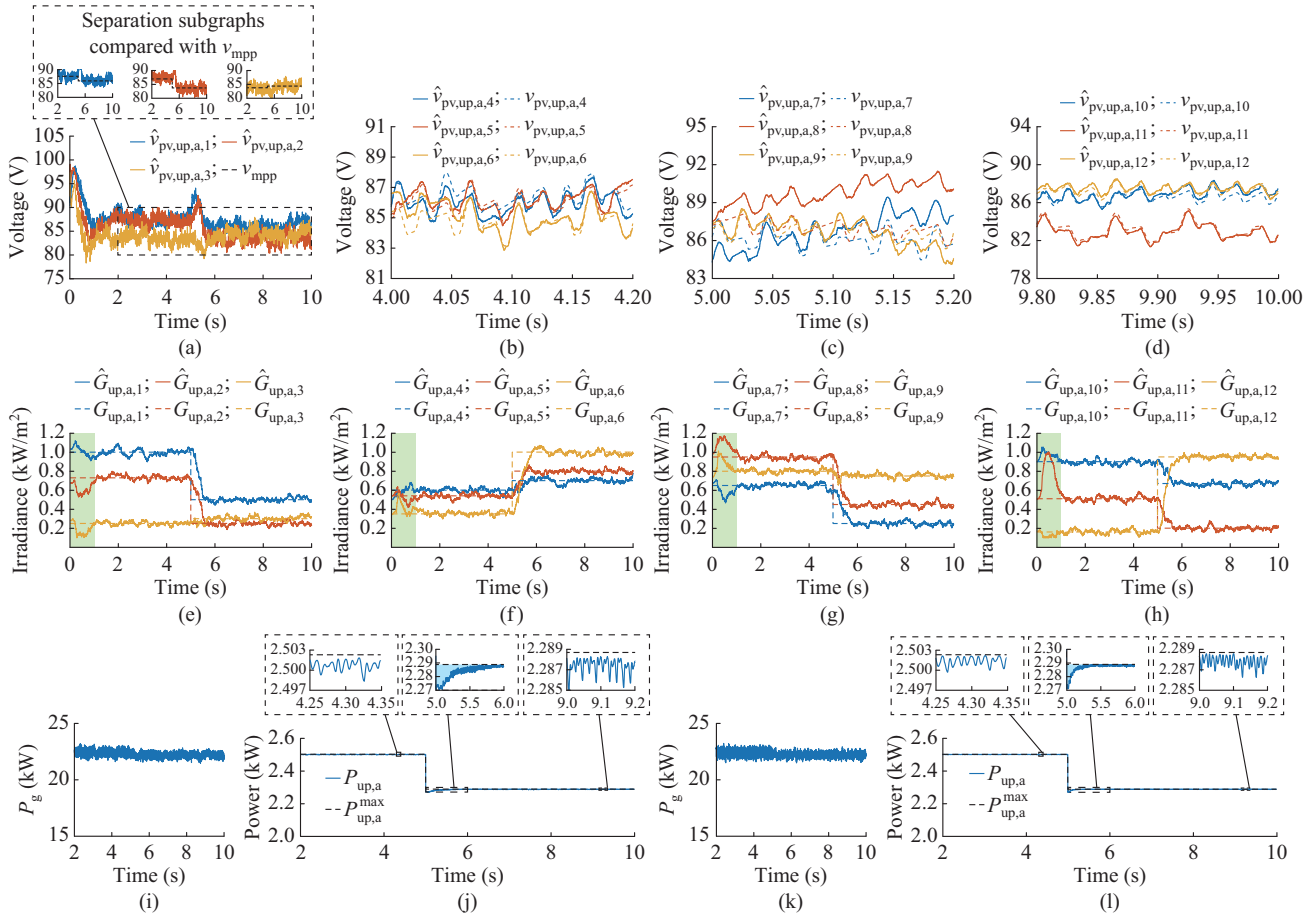 Separation subgraphs
compared with v_mpp
90 85 80 2 6 10
90 85 80 2 6 10
90 85 80 2 6 10
v̂_pv,up,a,1; v̂_pv,up,a,2
v̂_pv,up,a,3; v_mpp
Voltage (V)
105 100 95 90 85 80 75
0 2 4 6 8 10
Time (s)
(a)
v̂_pv,up,a,4; v_pv,up,a,4
v̂_pv,up,a,5; v_pv,up,a,5
v̂_pv,up,a,6; v_pv,up,a,6
Voltage (V)
91 89 87 85 83 81
4.00 4.05 4.10 4.15 4.20
Time (s)
(b)
v̂_pv,up,a,7; v_pv,up,a,7
v̂_pv,up,a,8; v_pv,up,a,8
v̂_pv,up,a,9; v_pv,up,a,9
Voltage (V)
98 95 92 89 86 83
5.00 5.05 5.10 5.15 5.20
Time (s)
(c)
v̂_pv,up,a,10; v_pv,up,a,10
v̂_pv,up,a,11; v_pv,up,a,11
v̂_pv,up,a,12; v_pv,up,a,12
Voltage (V)
98 94 90 86 82 78
9.80 9.85 9.90 9.95 10.00
Time (s)
(d)
Ĝ_up,a,1; Ĝ_up,a,2; Ĝ_up,a,3
G_up,a,1; G_up,a,2; G_up,a,3
Irradiance (kW/m²)
1.0 0.8 0.6 0.4 0.2
0 2 4 6 8 10
Time (s)
(e)
Ĝ_up,a,4; Ĝ_up,a,5; Ĝ_up,a,6
G_up,a,4; G_up,a,5; G_up,a,6
Irradiance (kW/m²)
1.0 0.8 0.6 0.4 0.2
0 2 4 6 8 10
Time (s)
(f)
Ĝ_up,a,7; Ĝ_up,a,8; Ĝ_up,a,9
G_up,a,7; G_up,a,8; G_up,a,9
Irradiance (kW/m²)
1.0 0.8 0.6 0.4 0.2
0 2 4 6 8 10
Time (s)
(g)
Ĝ_up,a,10; Ĝ_up,a,11; Ĝ_up,a,12
G_up,a,10; G_up,a,11; G_up,a,12
Irradiance (kW/m²)
1.0 0.8 0.6 0.4 0.2
0 2 4 6 8 10
Time (s)
(h)
P_g (kW)
25 23 20 15
2 4 6 8 10
Time (s)
(i)
2.503 2.500 2.497
4.25 4.30 4.35
2.30 2.29 2.28 2.27
5.0 5.5 6.0
2.289 2.287 2.285
9.0 9.1 9.2
Power (kW)
2.6 2.4 2.2 2.0
P_up,a
P_up,a^max
2 4 6 8 10
Time (s)
(j)
P_g (kW)
25 23 20 15
2 4 6 8 10
Time (s)
(k)
2.503 2.500 2.497
4.25 4.30 4.35
2.30 2.29 2.28 2.27
5.0 5.5 6.0
2.289 2.287 2.285
9.0 9.1 9.2
Power (kW)
2.6 2.4 2.2 2.0
P_up,a
P_up,a^max
2 4 6 8 10
Time (s)
(l)